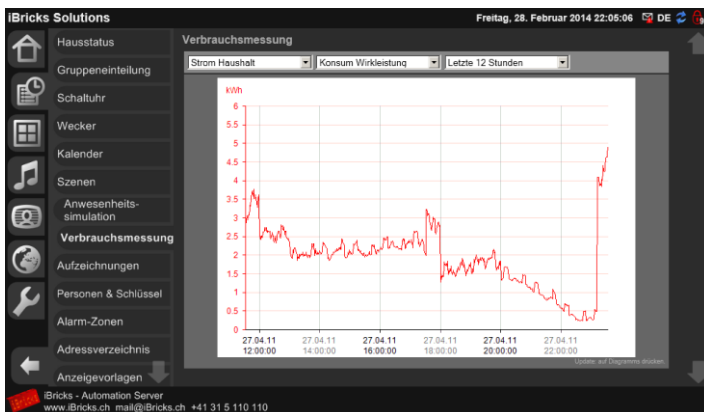 iBricks Solutions
Freitag, 28. Februar 2014 22:05:06 DE
9
Hausstatus
Gruppeneinteilung
Schaltuhr
Wecker
Kalender
Szenen
Anwesenheits-
simulation
Verbrauchsmessung
Aufzeichnungen
Personen & Schlüssel
Alarm-Zonen
Adressverzeichnis
Anzeigevorlagen
Verbrauchsmessung
Strom Haushalt
Konsum Wirkleistung
Letzte 12 Stunden
kWh
6
5.5
5
4.5
4
3.5
3
2.5
2
1.5
1
0.5
0
27.04.11 27.04.11 27.04.11 27.04.11 27.04.11 27.04.11
12:00:00 14:00:00 16:00:00 18:00:00 20:00:00 22:00:00
Update: auf Diagramm drücken
iBricks - Automation Server
www.iBricks.ch mail@iBricks.ch +41 31 5 110 110